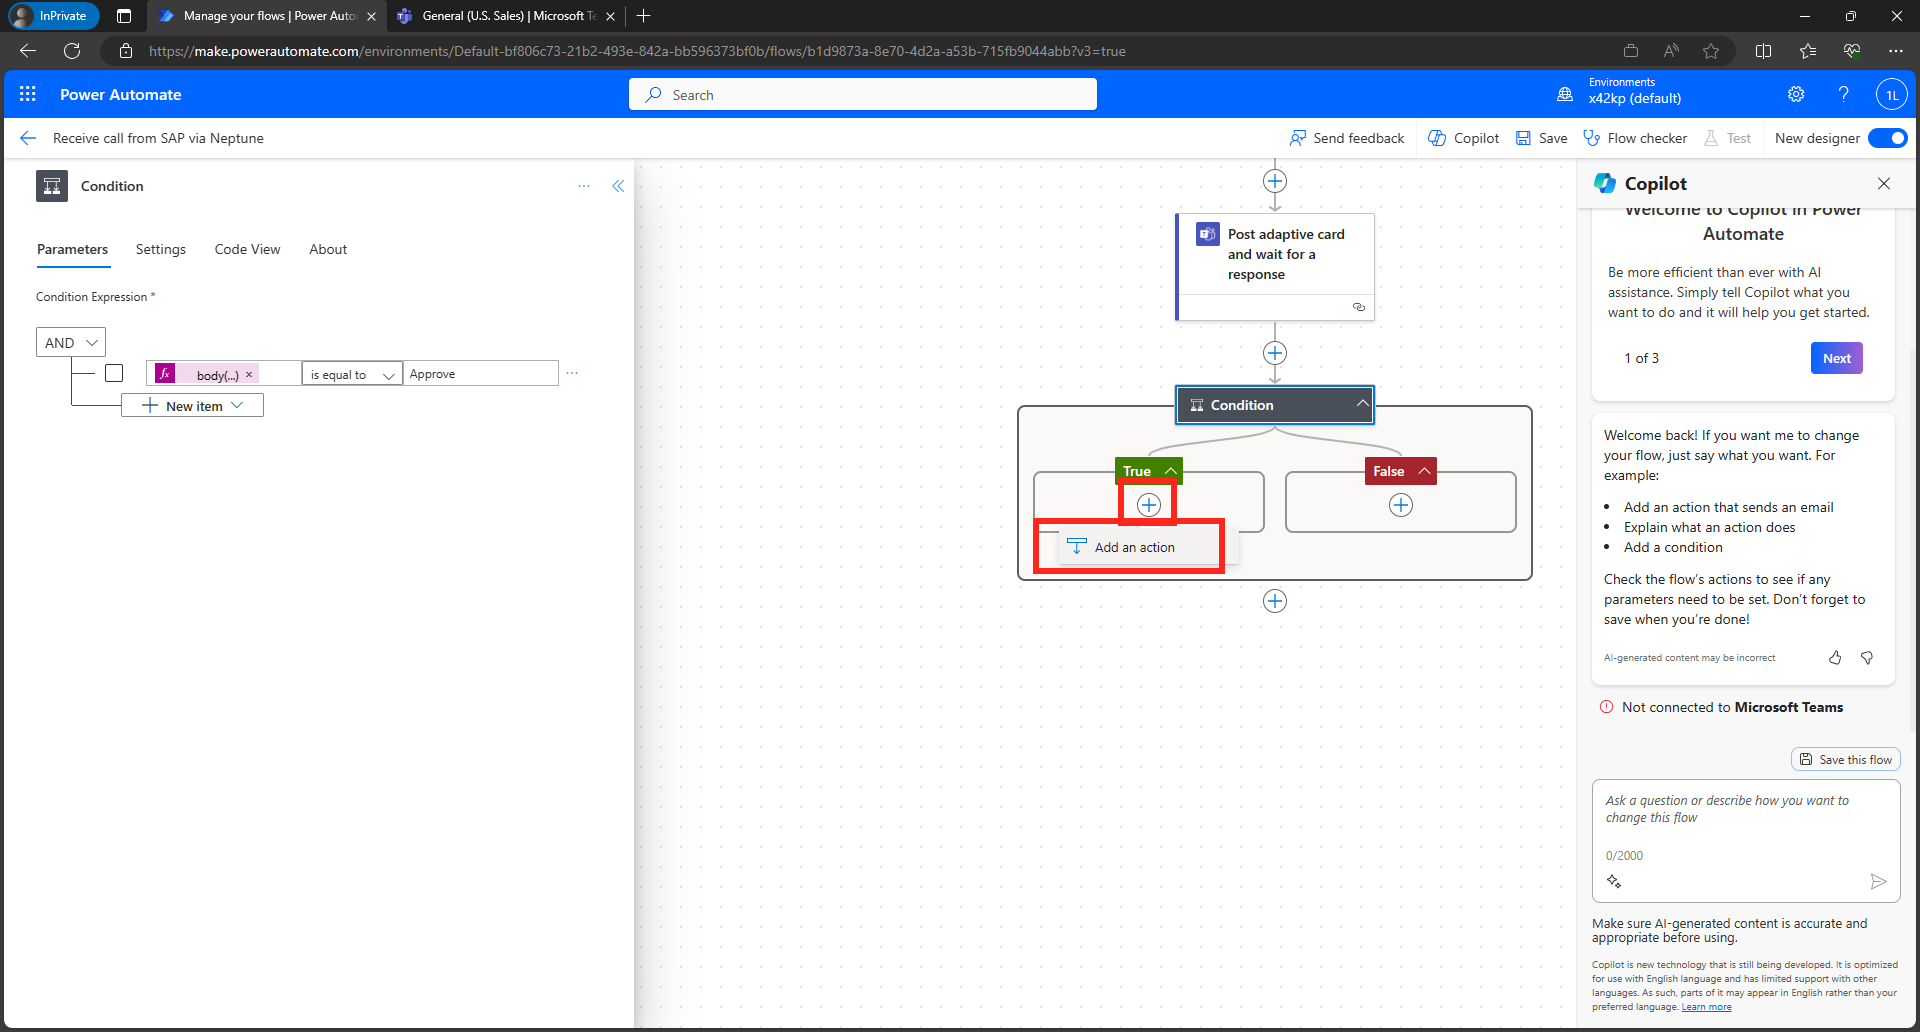 InPrivate
Manage your flows | Power Auto
General (U.S. Sales) | Microsoft Te
https://make.powerautomate.com/environments/Default-bf806c73-21b2-493e-842a-bb596373bf0b/flows/b1d9873a-8e70-4d2a-a53b-715fb9044abb?v3=true
Power Automate
Search
Environments
x42kp (default)
1L
Receive call from SAP via Neptune
Send feedback
Copilot
Save
Flow checker
Test
New designer
Condition
Parameters
Settings
Code View
About
Condition Expression *
AND
fx
body(...)
is equal to
Approve
New item
Post adaptive card
and wait for a
response
Condition
True
False
Add an action
Copilot
Welcome to Copilot in Power
Automate
Be more efficient than ever with AI
assistance. Simply tell Copilot what you
want to do and it will help you get started.
1 of 3
Next
Welcome back! If you want me to change
your flow, just say what you want. For
example:
• Add an action that sends an email
• Explain what an action does
• Add a condition
Check the flow's actions to see if any
parameters need to be set. Don't forget to
save when you're done!
AI-generated content may be incorrect
Not connected to Microsoft Teams
Save this flow
Ask a question or describe how you want to
change this flow
0/2000
Make sure AI-generated content is accurate and
appropriate before using.
Copilot is new technology that is still being developed. It is optimized
for use with English language and has limited support with other
languages. As such, parts of it may appear in English rather than your
preferred language. Learn more